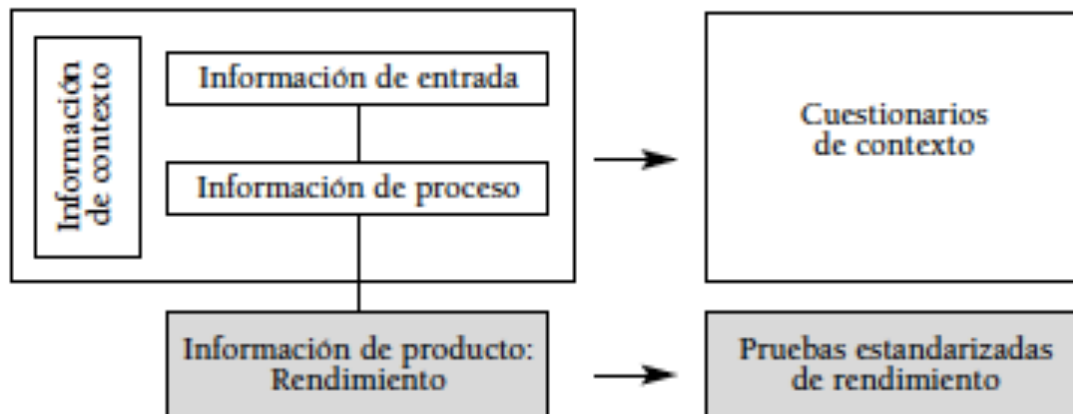 Información
de contexto
Información de entrada
Información de proceso
Cuestionarios
de contexto
Información de producto:
Rendimiento
Pruebas estandarizadas
de rendimiento